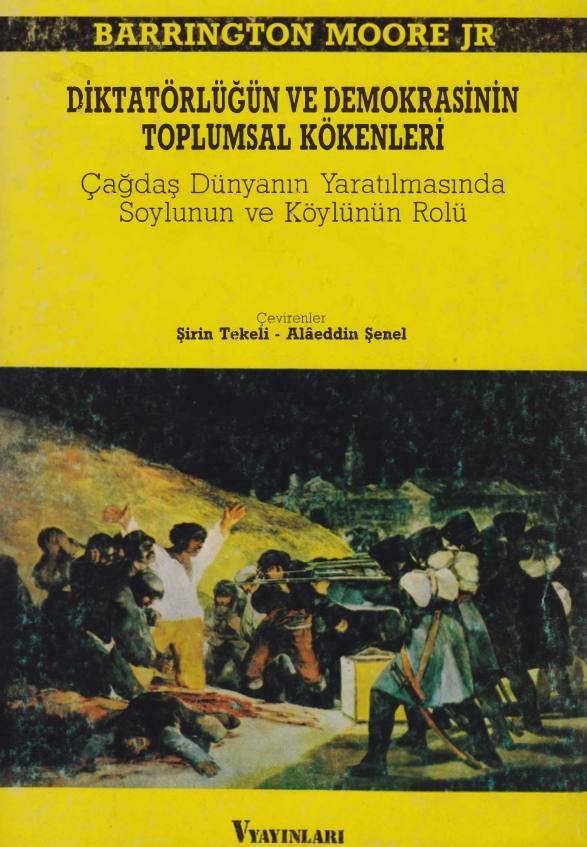 BARRINGTON MOORE JR
DİKTATÖRLÜĞÜN VE DEMOKRASİNİN
TOPLUMSAL KÖKENLERİ
Çağdaş Dünyanın Yaratılmasında
Soylunun ve Köylünün Rolü
Çevirenler
Şirin Tekeli - Alâeddin Şenel
V YAYINLARI